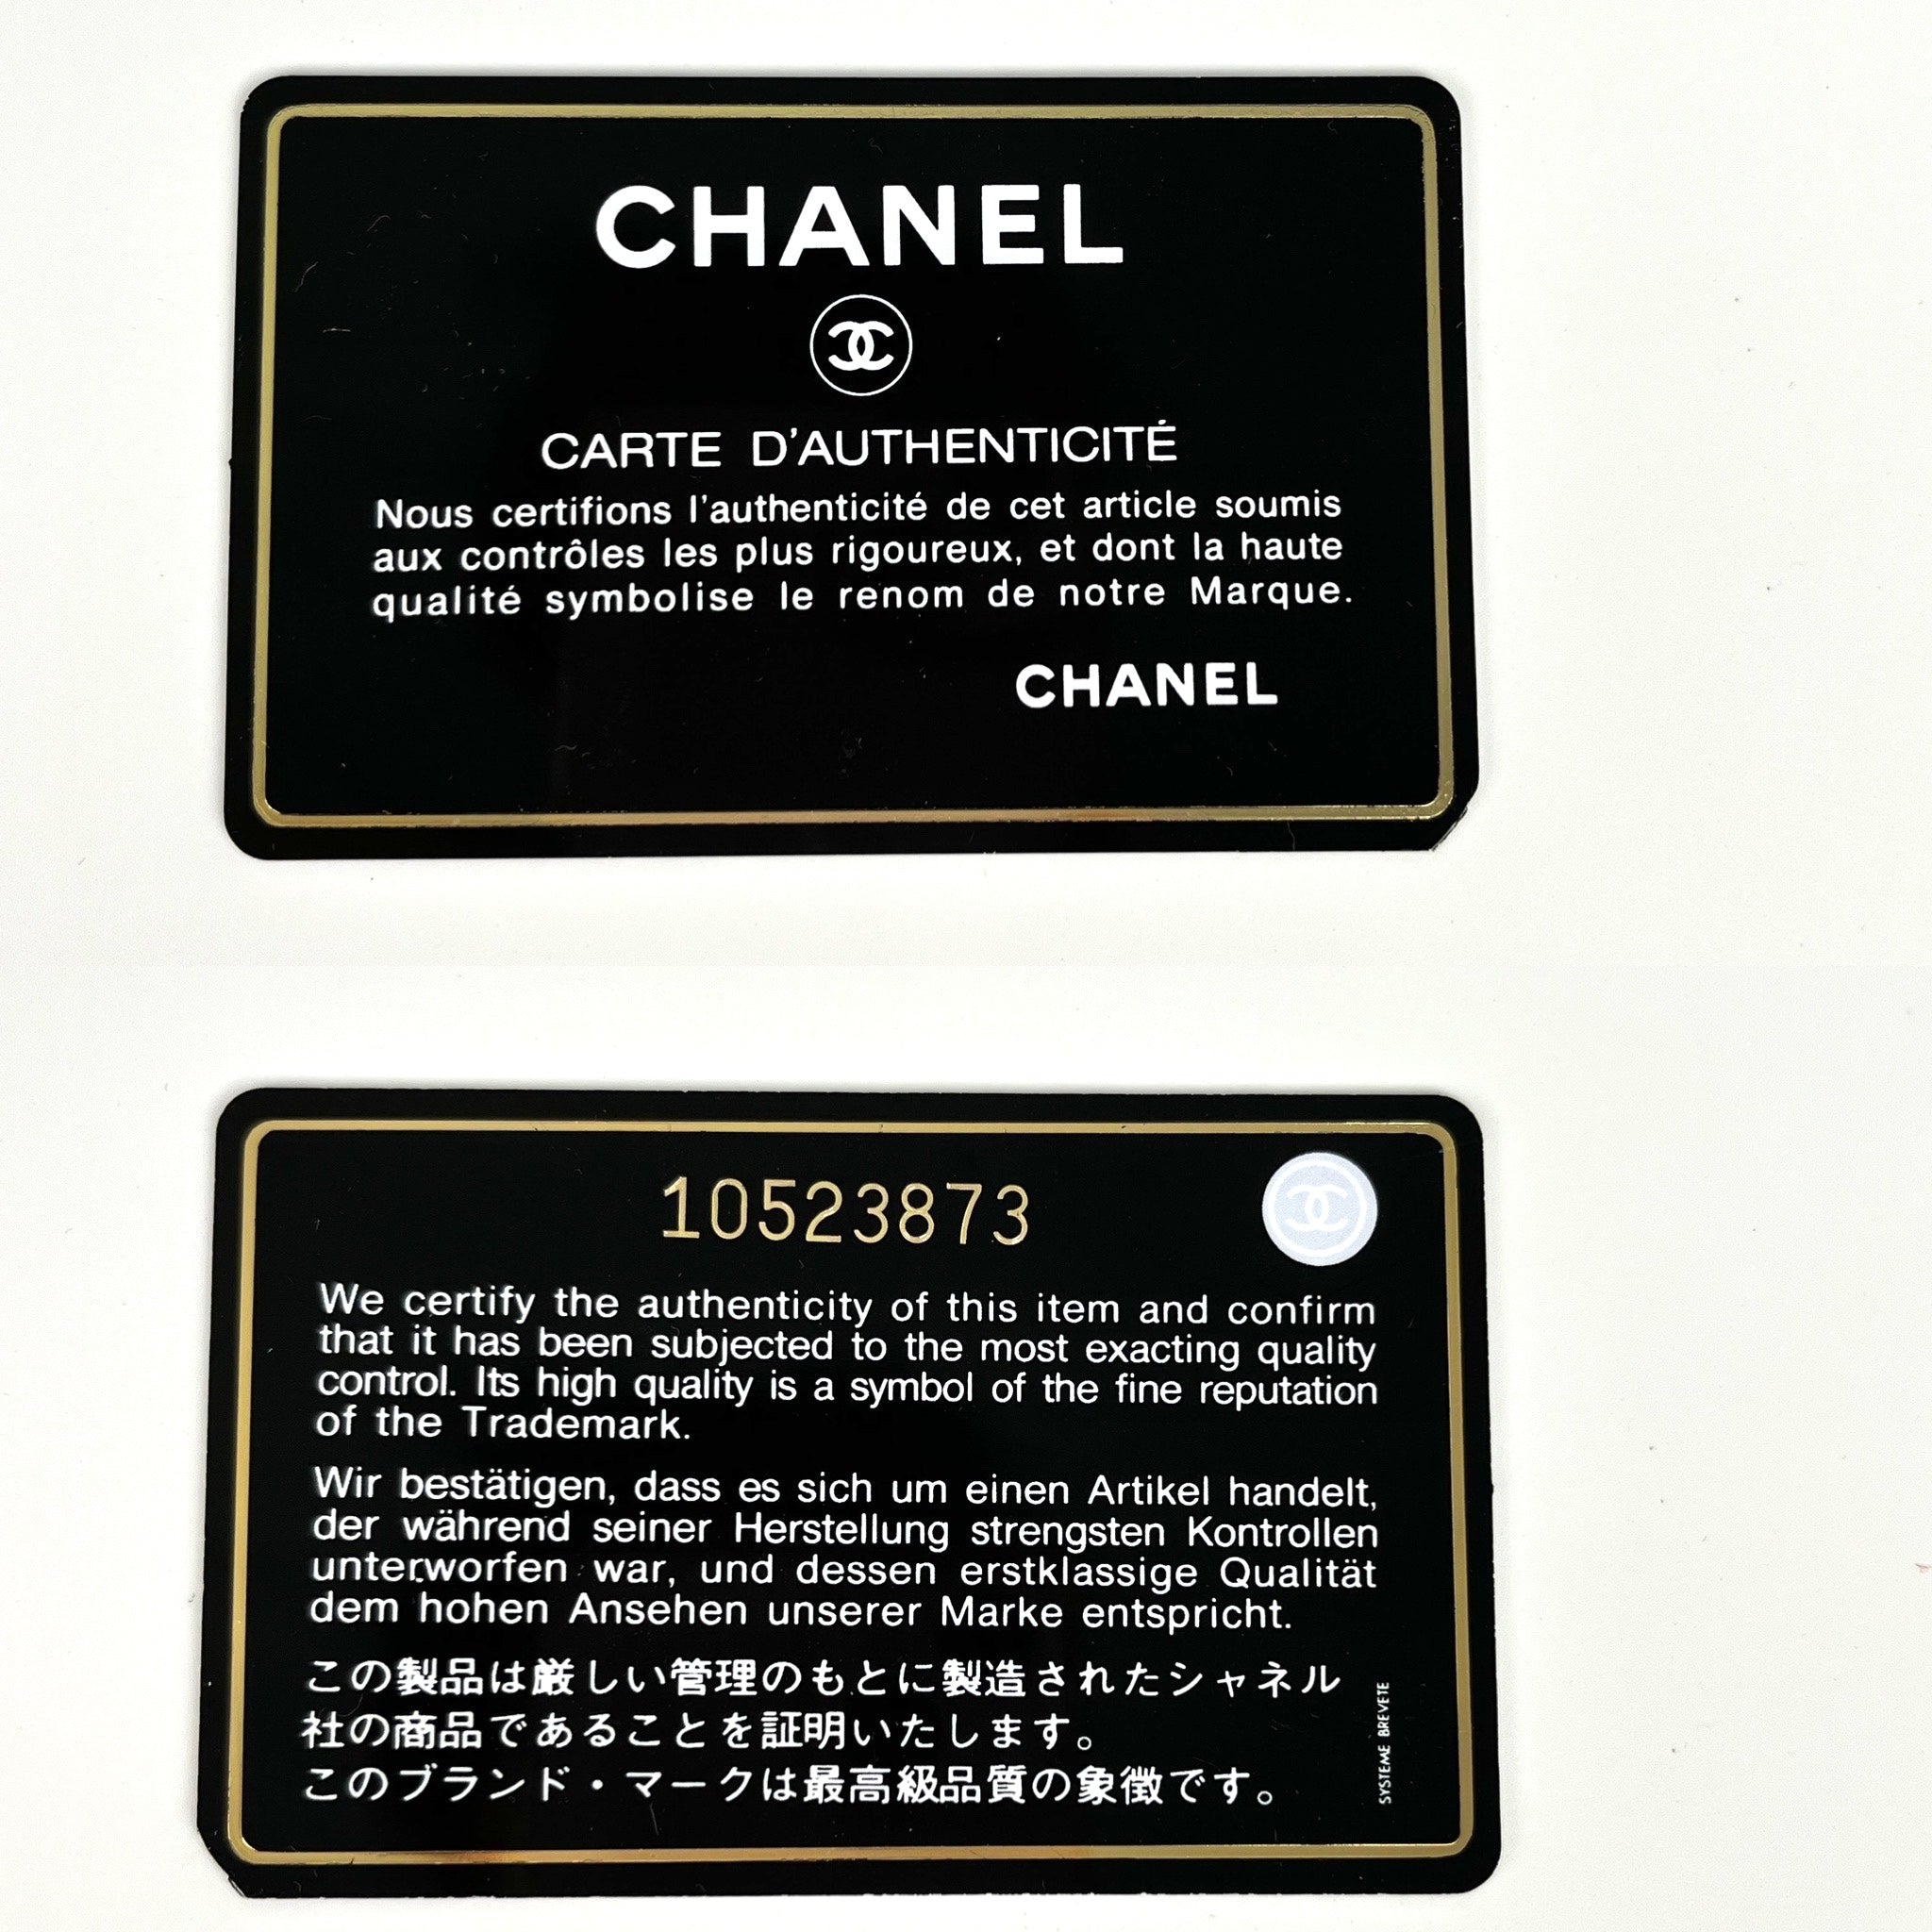 CHANEL
CARTE D'AUTHENTICITÉ
Nous certifions l'authenticité de cet article soumis
aux contrôles les plus rigoureux, et dont la haute
qualité symbolise le renom de notre Marque.
CHANEL
10523873
We certify the authenticity of this item and confirm
that it has been subjected to the most exacting quality
control. Its high quality is a symbol of the fine reputation
of the Trademark.
Wir bestätigen, dass es sich um einen Artikel handelt,
der während seiner Herstellung strengsten Kontrollen
unterworfen war, und dessen erstklassige Qualität
dem hohen Ansehen unserer Marke entspricht.
この製品は厳しい管理のもとに製造されたシャネル
社の商品であることを証明いたします。
このブランド・マークは最高級品質の象徴です。
SYSTEME BREVETE